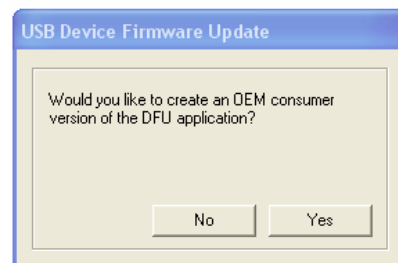 USB Device Firmware Update
Would you like to create an OEM consumer
version of the DFU application?
No Yes